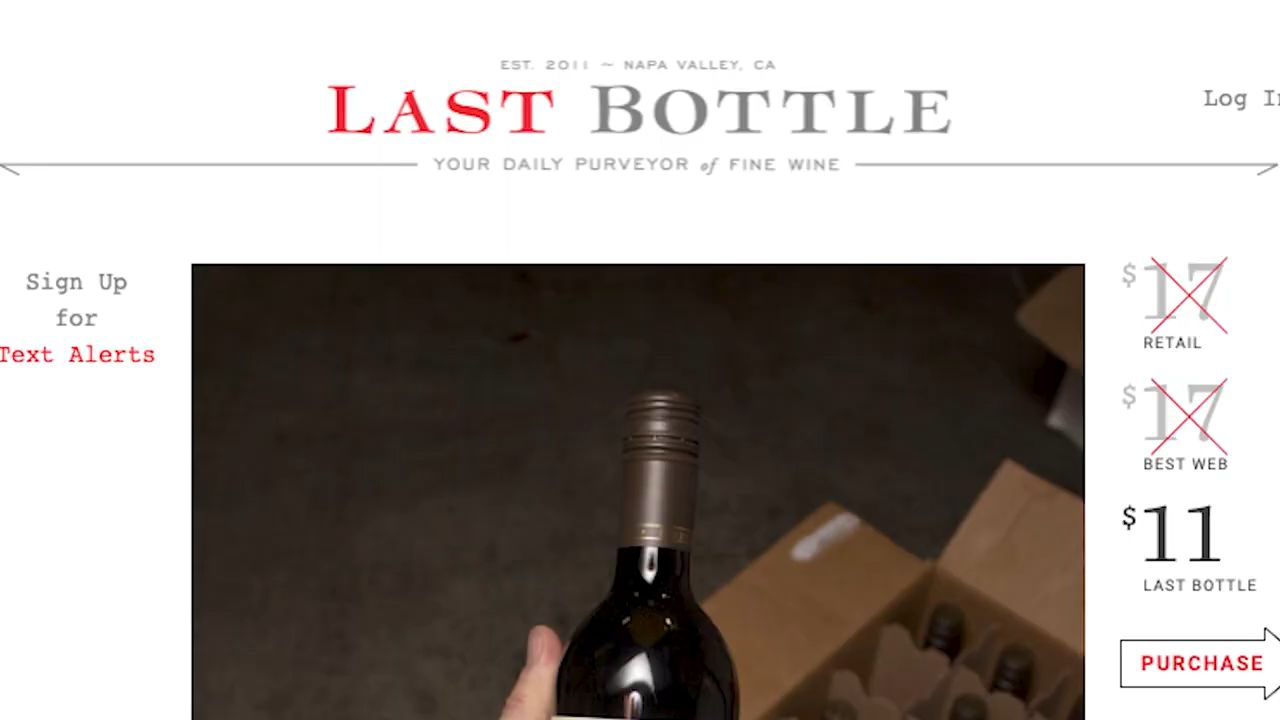 EST. 2011 ~ NAPA VALLEY, CA
LAST BOTTLE
YOUR DAILY PURVEYOR of FINE WINE
Log In
Sign Up
for
Text Alerts
$17
RETAIL
$17
BEST WEB
$11
LAST BOTTLE
PURCHASE